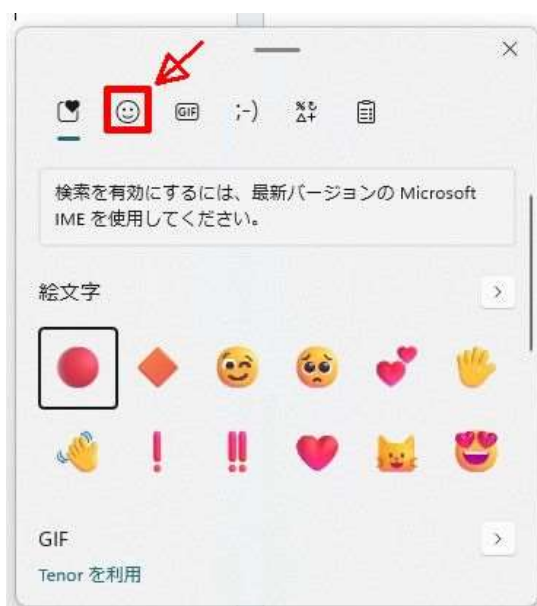 GIF ;-)
検索を有効にするには、最新バージョンの Microsoft
IME を使用してください。
絵文字
GIF
Tenor を利用